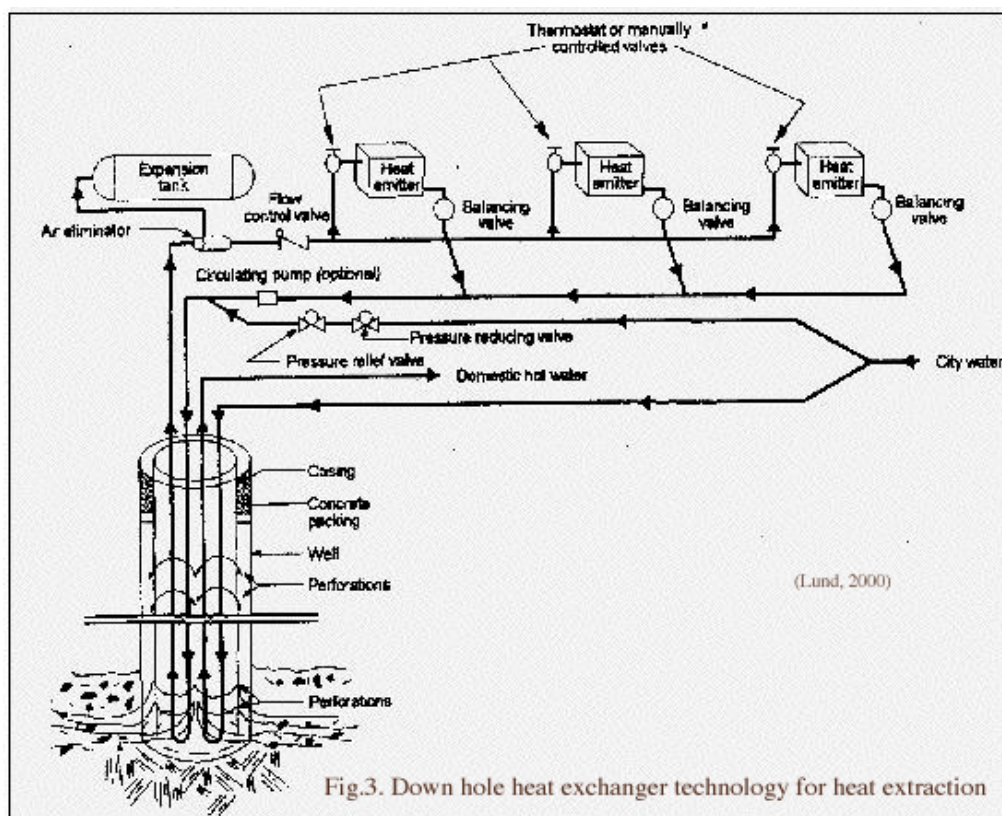 Thermostat or manually
controlled valves
Expansion
tank
Heat
emitter
Heat
emitter
Heat
emitter
Flow
control valve
Balancing
valve
Balancing
valve
Balancing
valve
Air eliminator
Circulating pump (optional)
Pressure reducing valve
Pressure relief valve
City water
Domestic hot water
Casing
Concrete
packing
Well
Perforations
(Lund, 2000)
Perforations
Fig.3. Down hole heat exchanger technology for heat extraction